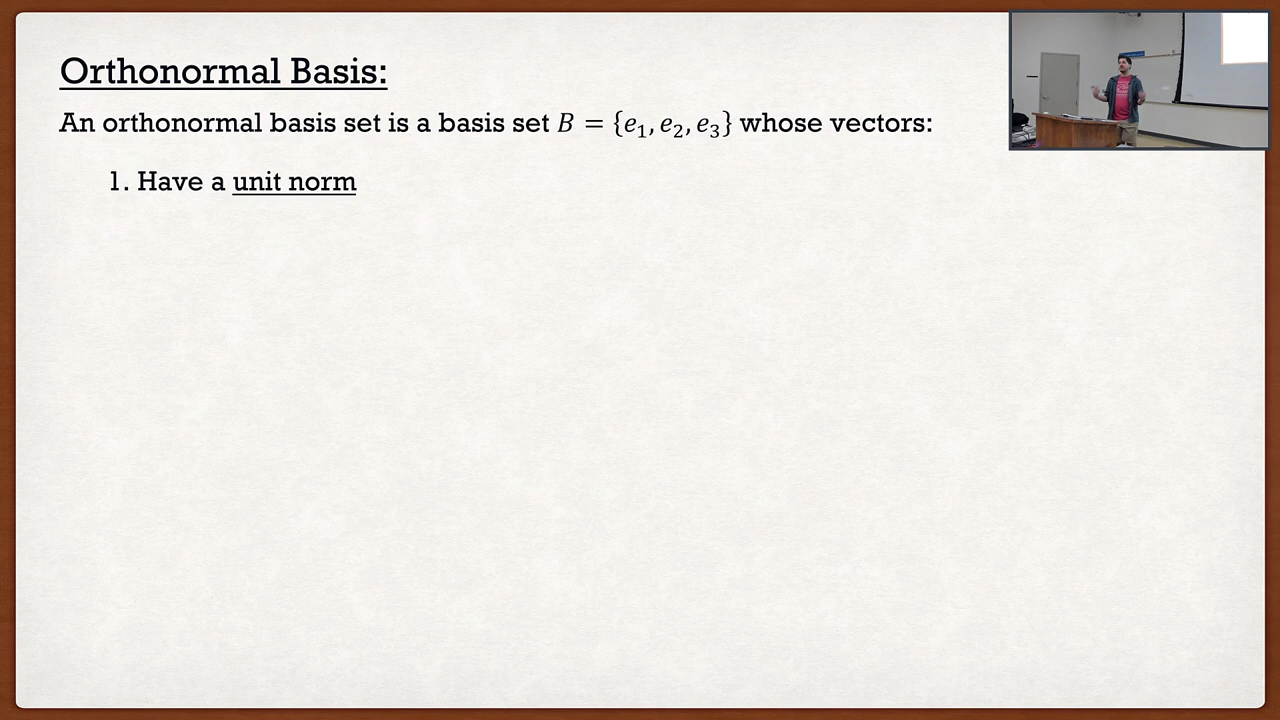 Orthonormal Basis:
An orthonormal basis set is a basis set 𝐵 = {𝑒₁, 𝑒₂, 𝑒₃} whose vectors:
1. Have a unit norm